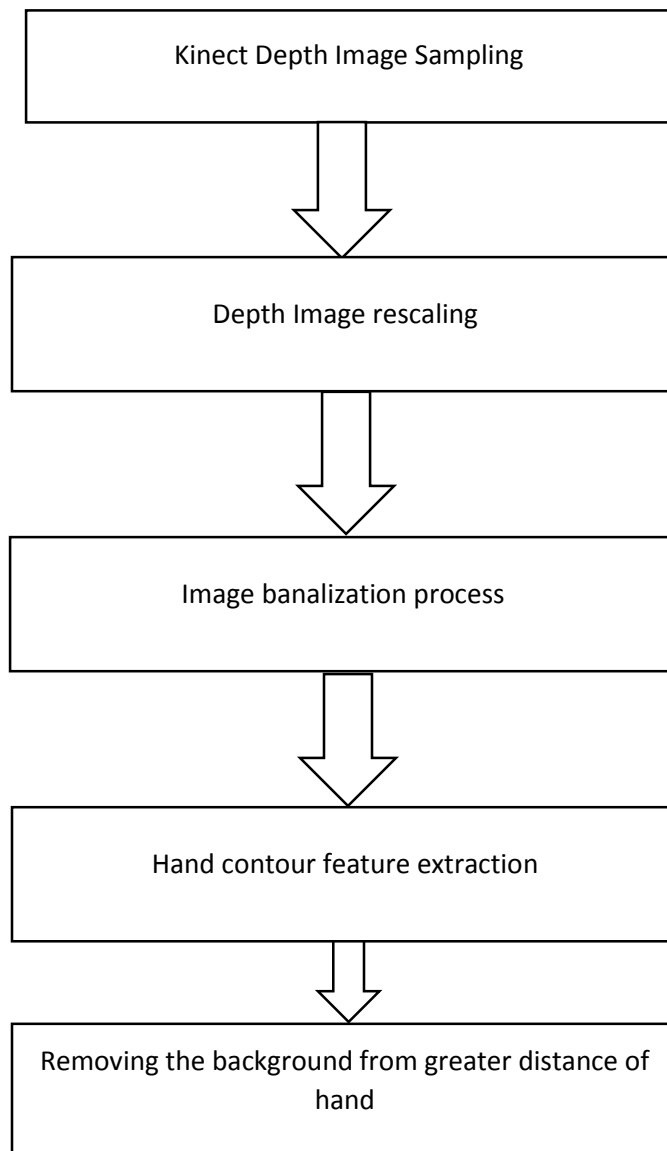 Kinect Depth Image Sampling
Depth Image rescaling
Image banalization process
Hand contour feature extraction
Removing the background from greater distance of
hand